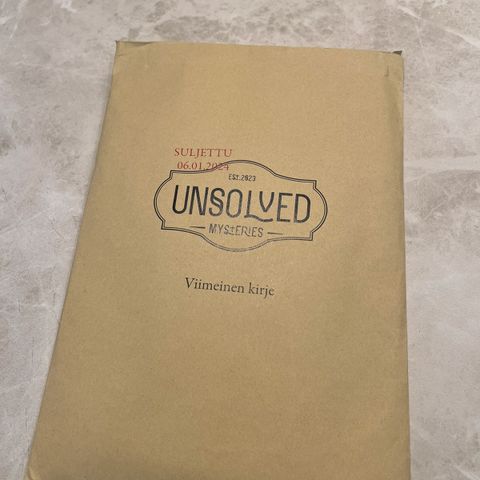 SULJETTU
06.01.2024
EST. 2023
UNSOLVED
MYSTERIES
Viimeinen kirje